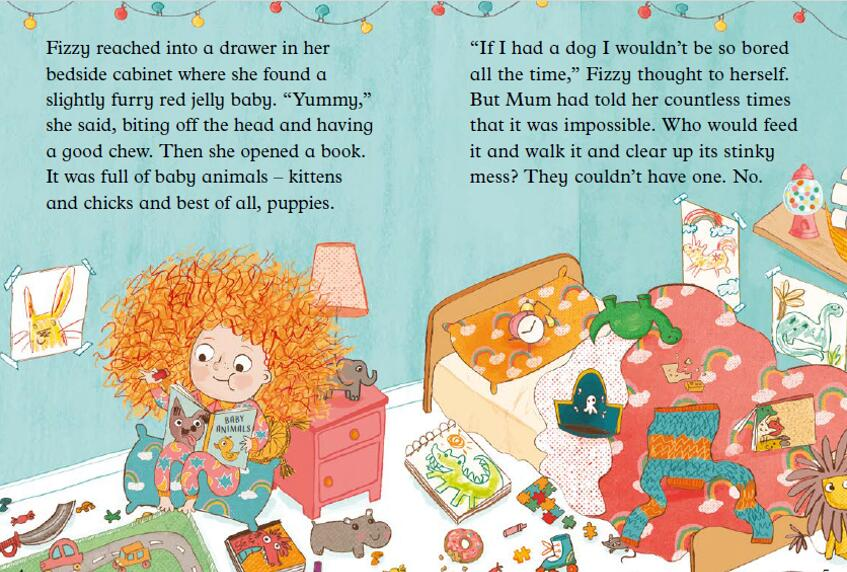 Fizzy reached into a drawer in her
bedside cabinet where she found a
slightly furry red jelly baby. “Yummy,”
she said, biting off the head and having
a good chew. Then she opened a book.
It was full of baby animals – kittens
and chicks and best of all, puppies.
“If I had a dog I wouldn’t be so bored
all the time,” Fizzy thought to herself.
But Mum had told her countless times
that it was impossible. Who would feed
it and walk it and clear up its stinky
mess? They couldn’t have one. No.
BABY
ANIMALS